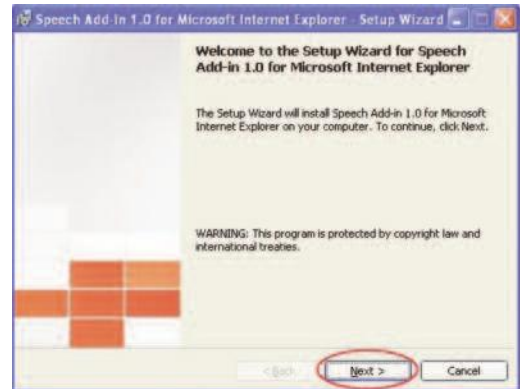 Speech Add-in 1.0 for Microsoft Internet Explorer - Setup Wizard
Welcome to the Setup Wizard for Speech
Add-in 1.0 for Microsoft Internet Explorer
The Setup Wizard will install Speech Add-in 1.0 for Microsoft
Internet Explorer on your computer. To continue, click Next.
WARNING: This program is protected by copyright law and
international treaties.
< Back Next > Cancel